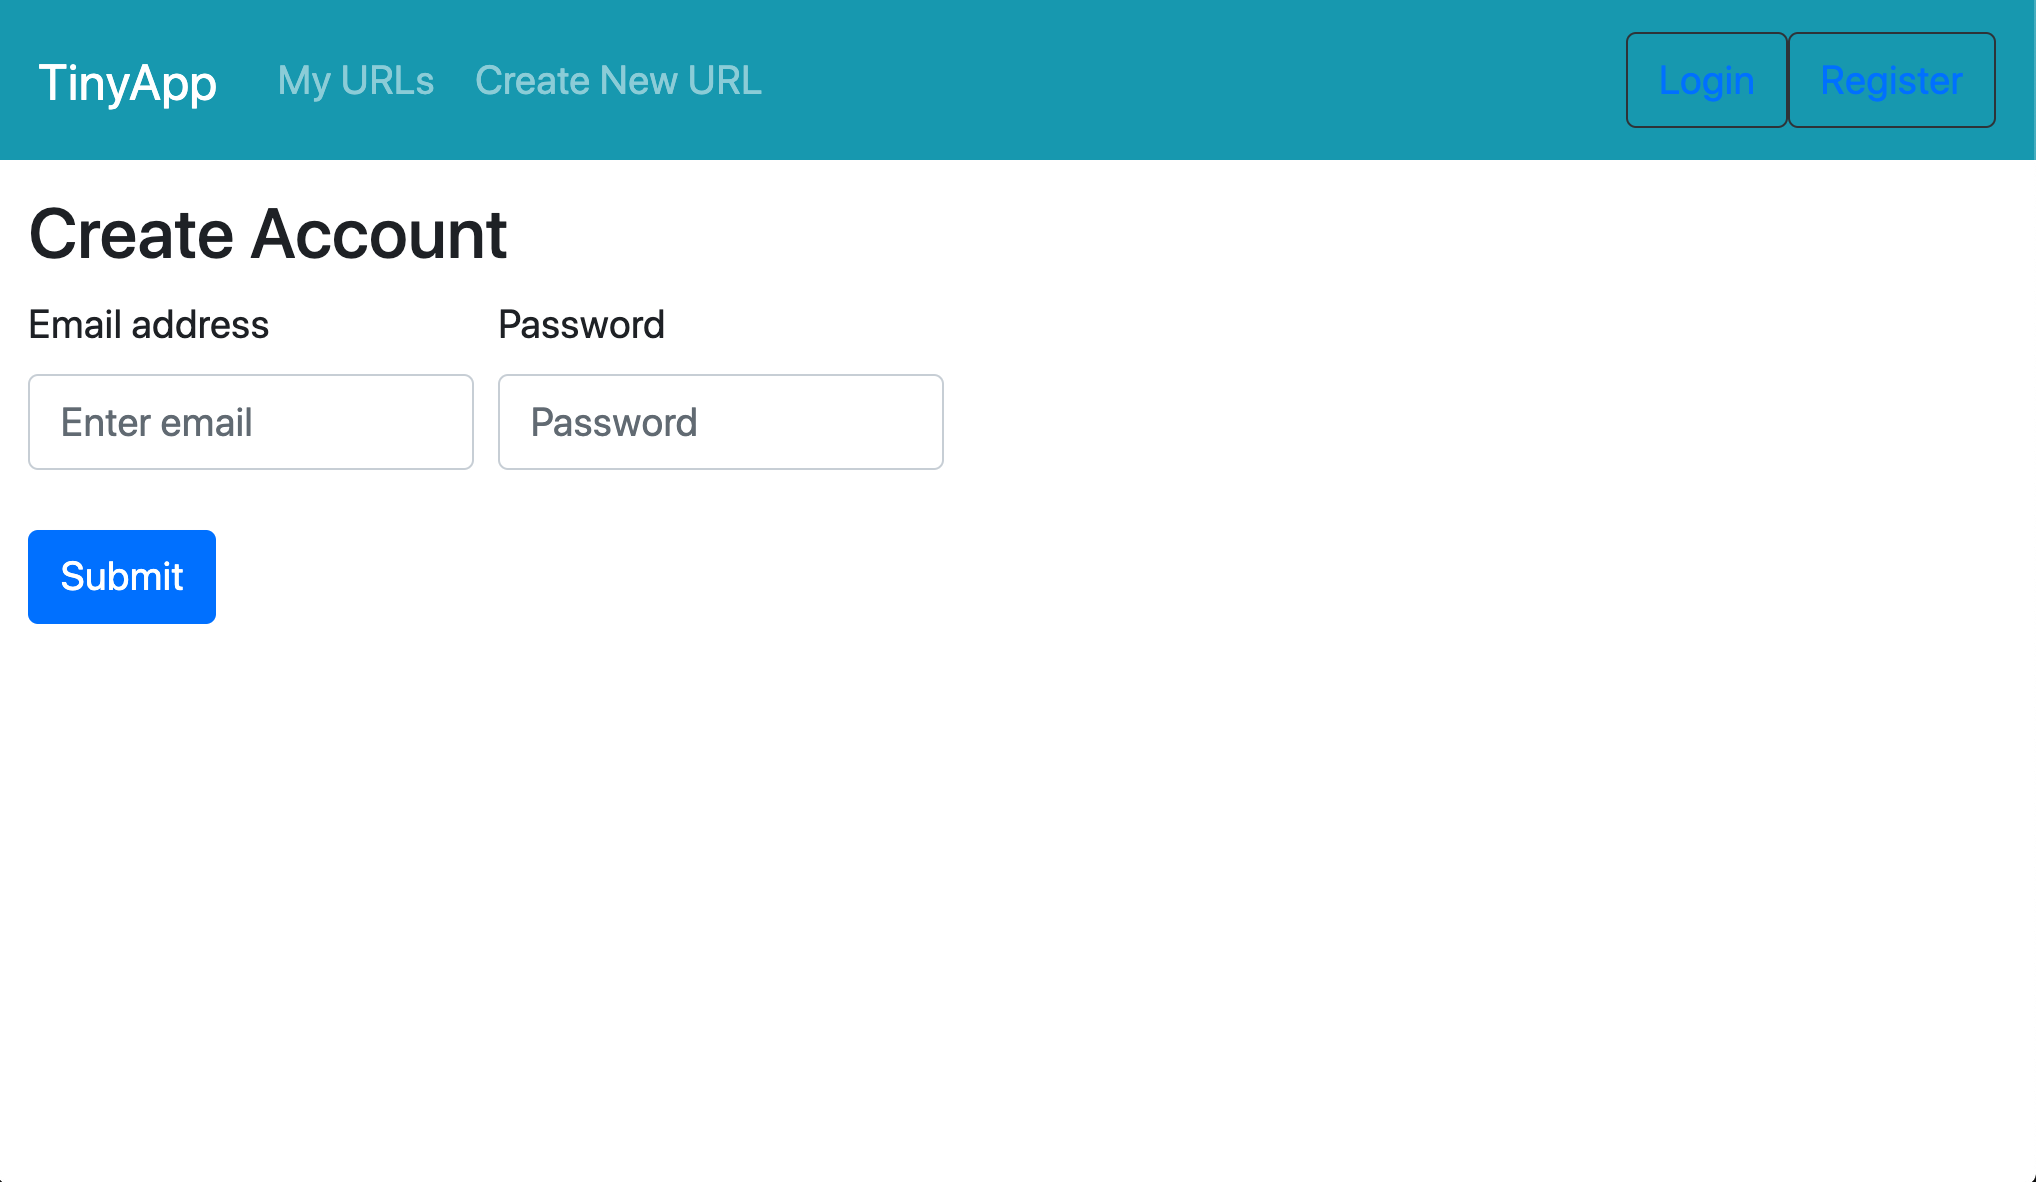 TinyApp My URLs Create New URL Login Register
Create Account
Email address Password
Enter email Password
Submit